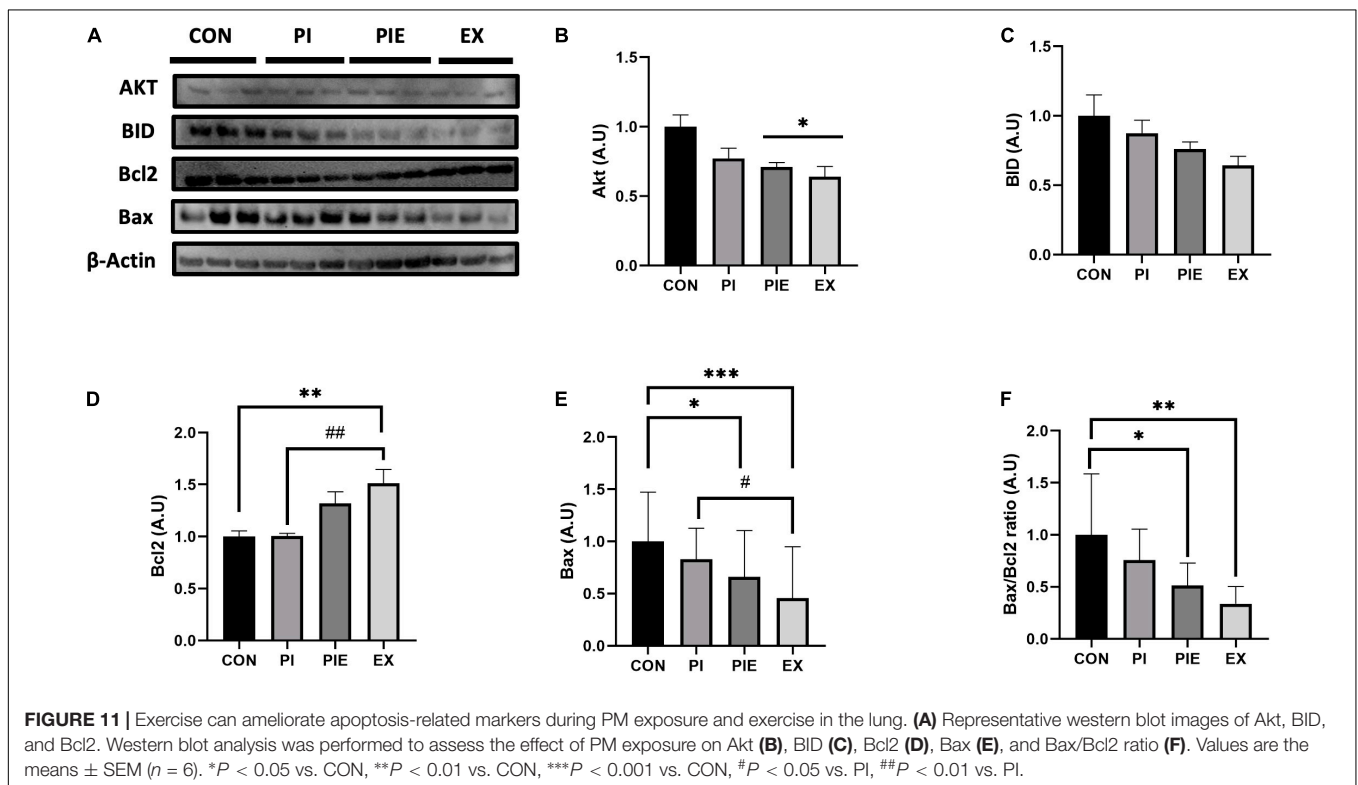 A
CON PI PIE EX
AKT
BID
Bcl2
Bax
β-Actin
B
Akt (A.U)
1.5
1.0
0.5
0.0
*
CON PI PIE EX
C
BID (A.U)
1.5
1.0
0.5
0.0
CON PI PIE EX
D
Bcl2 (A.U)
2.0
1.5
1.0
0.5
0.0
**
##
CON PI PIE EX
E
Bax (A.U)
2.0
1.5
1.0
0.5
0.0
***
*
#
CON PI PIE EX
F
Bax/Bcl2 ratio (A.U)
2.0
1.5
1.0
0.5
0.0
**
*
CON PI PIE EX
FIGURE 11 | Exercise can ameliorate apoptosis-related markers during PM exposure and exercise in the lung. (A) Representative western blot images of Akt, BID,
and Bcl2. Western blot analysis was performed to assess the effect of PM exposure on Akt (B), BID (C), Bcl2 (D), Bax (E), and Bax/Bcl2 ratio (F). Values are the
means ± SEM (n = 6). *P < 0.05 vs. CON, **P < 0.01 vs. CON, ***P < 0.001 vs. CON, #P < 0.05 vs. PI, ##P < 0.01 vs. PI.